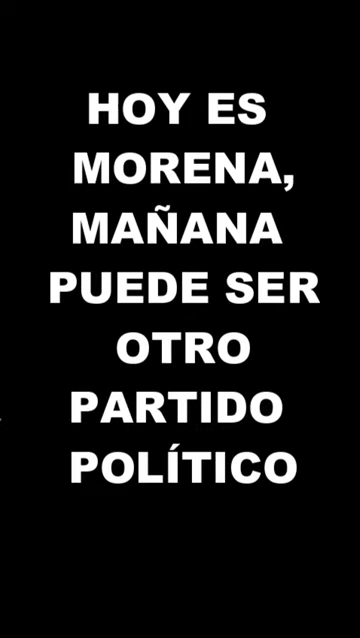 HOY ES
MORENA,
MAÑANA
PUEDE SER
OTRO
PARTIDO
POLÍTICO